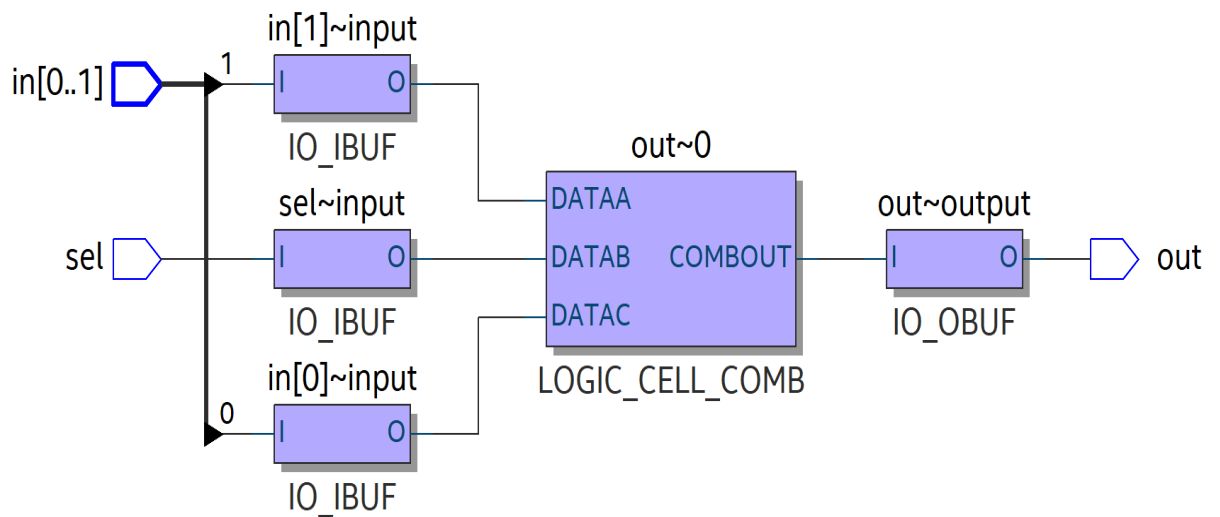 in[0..1]
1
in[1]~input
I O
IO_IBUF
sel
sel~input
I O
IO_IBUF
0
in[0]~input
I O
IO_IBUF
out~0
DATAA
DATAB COMBOUT
DATAC
LOGIC_CELL_COMB
out~output
I O
IO_OBUF
out